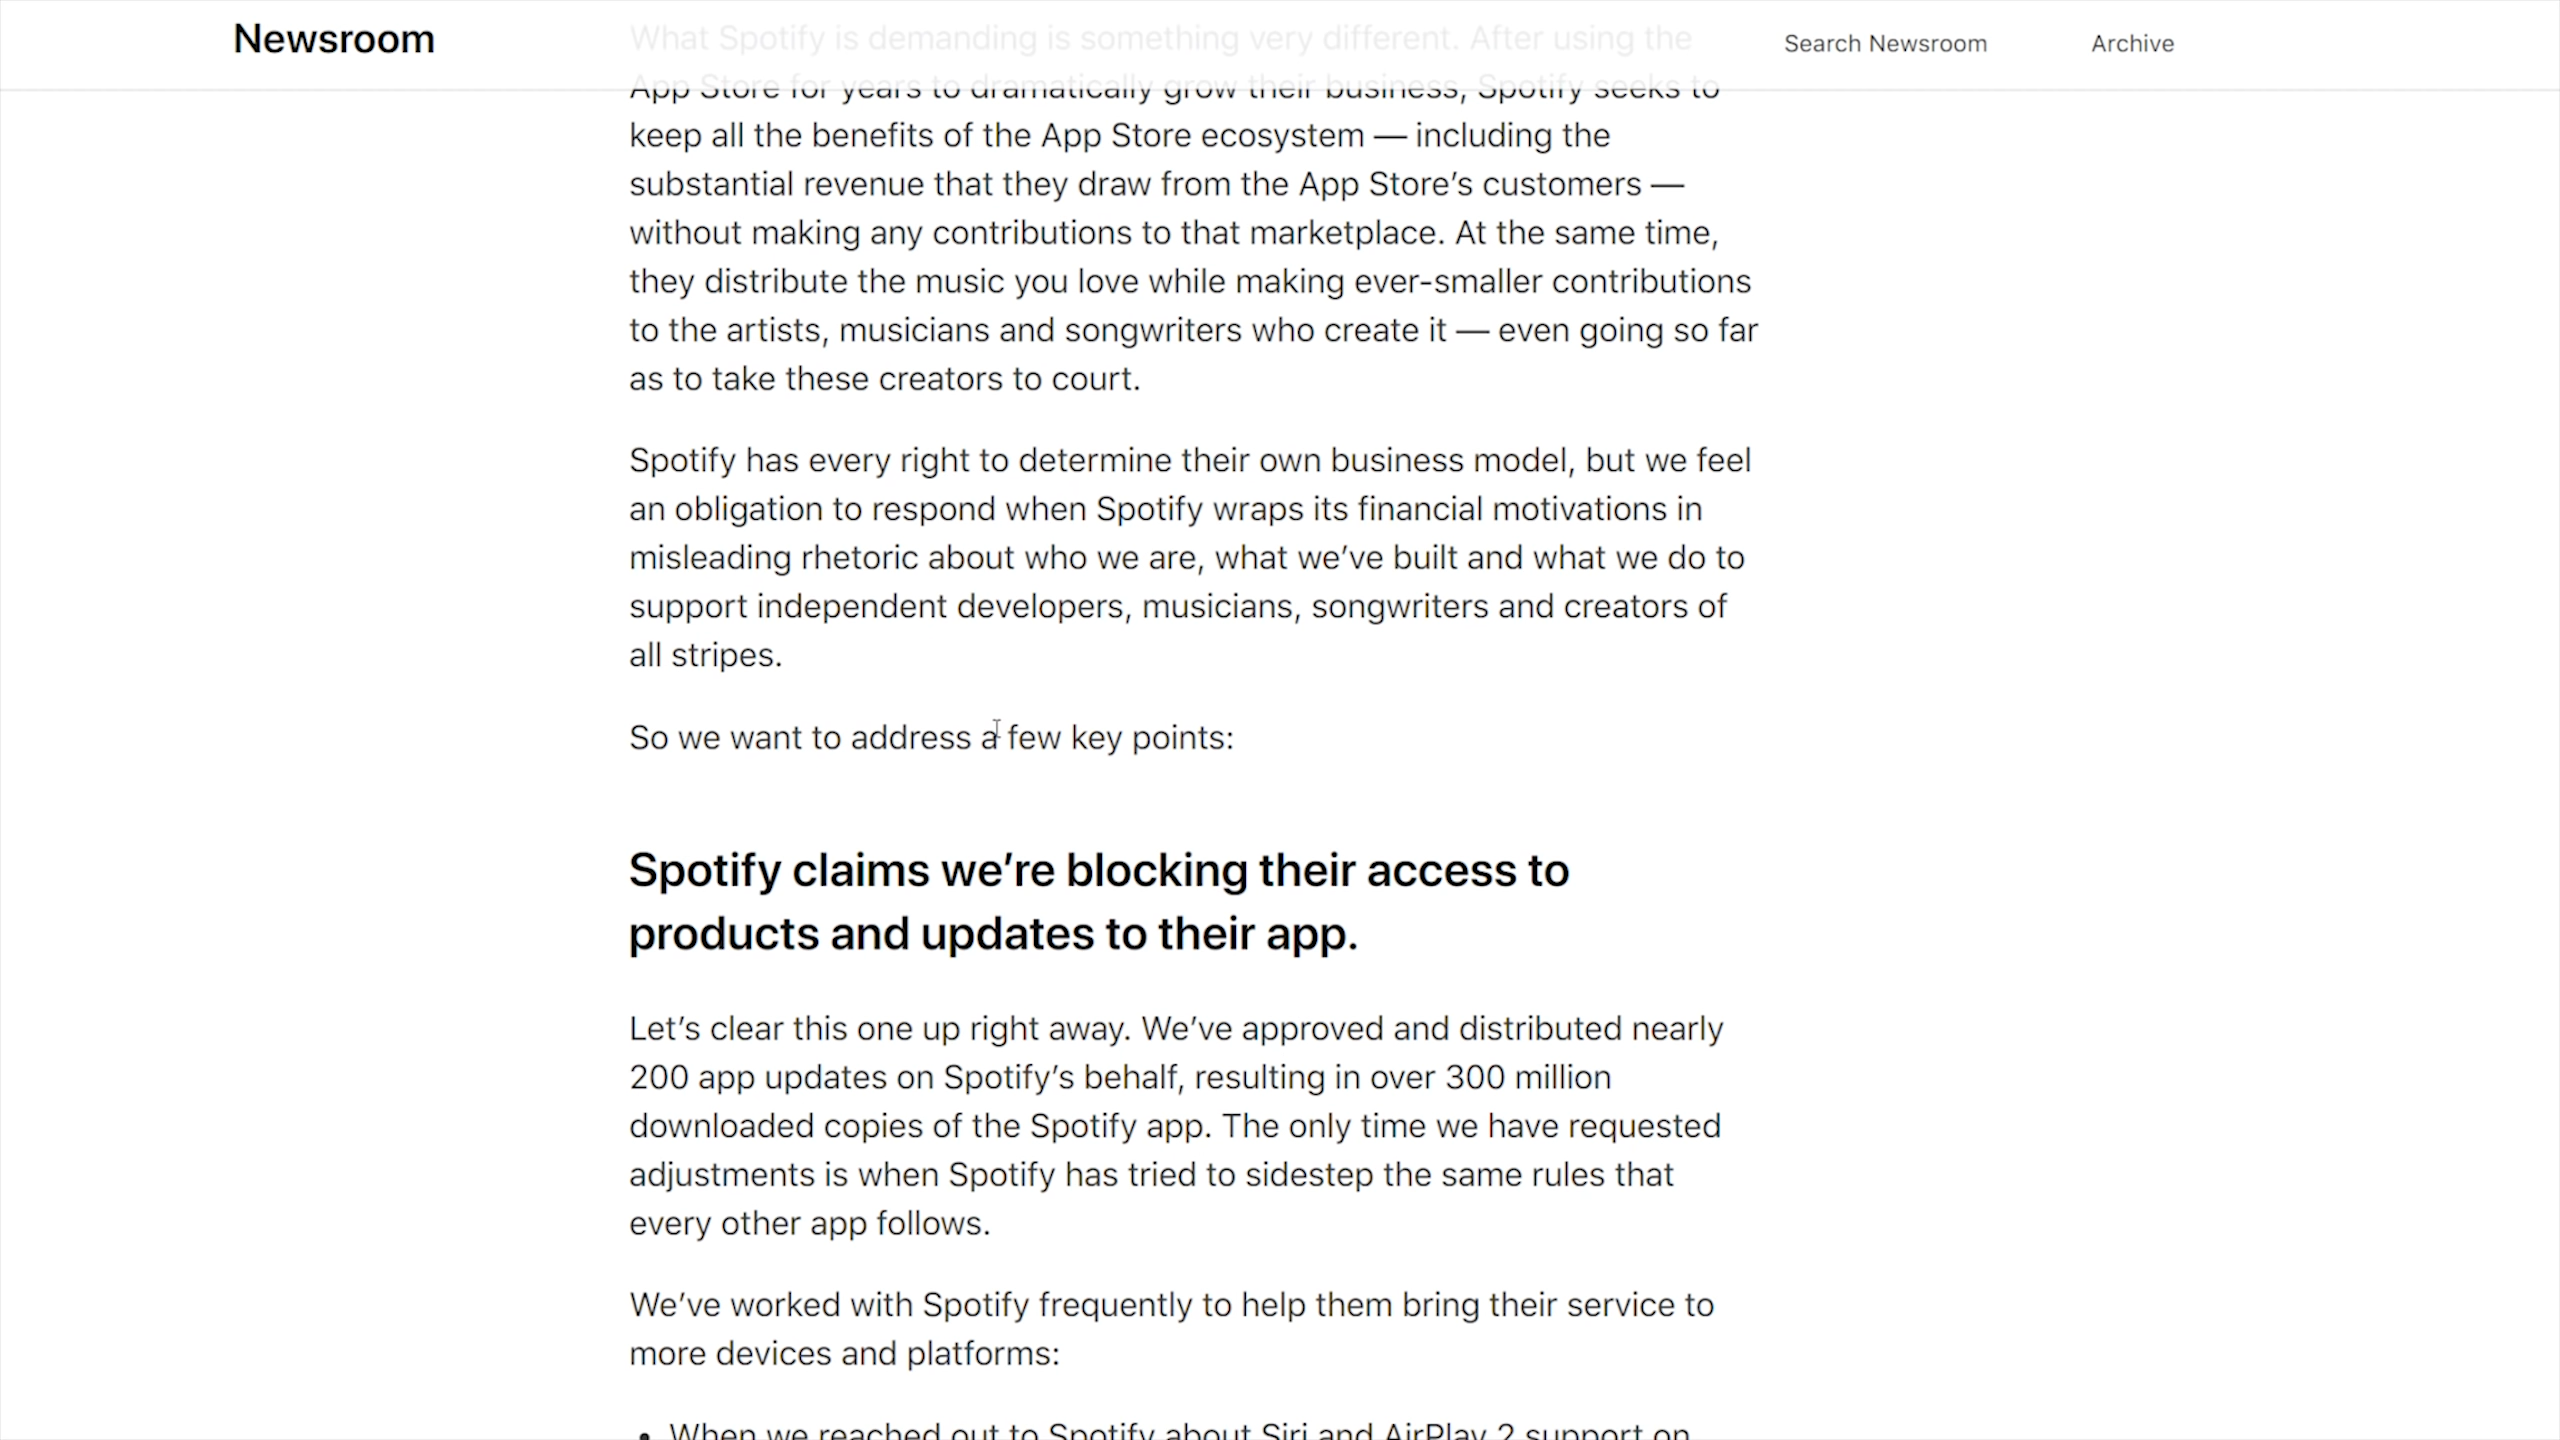 Newsroom
Search Newsroom
Archive
What Spotify is demanding is something very different. After using the
App Store for years to dramatically grow their business, Spotify seeks to
keep all the benefits of the App Store ecosystem — including the
substantial revenue that they draw from the App Store’s customers —
without making any contributions to that marketplace. At the same time,
they distribute the music you love while making ever-smaller contributions
to the artists, musicians and songwriters who create it — even going so far
as to take these creators to court.
Spotify has every right to determine their own business model, but we feel
an obligation to respond when Spotify wraps its financial motivations in
misleading rhetoric about who we are, what we’ve built and what we do to
support independent developers, musicians, songwriters and creators of
all stripes.
So we want to address a few key points:
Spotify claims we’re blocking their access to
products and updates to their app.
Let’s clear this one up right away. We’ve approved and distributed nearly
200 app updates on Spotify’s behalf, resulting in over 300 million
downloaded copies of the Spotify app. The only time we have requested
adjustments is when Spotify has tried to sidestep the same rules that
every other app follows.
We’ve worked with Spotify frequently to help them bring their service to
more devices and platforms:
• When we reached out to Spotify about Siri and AirPlay 2 support on